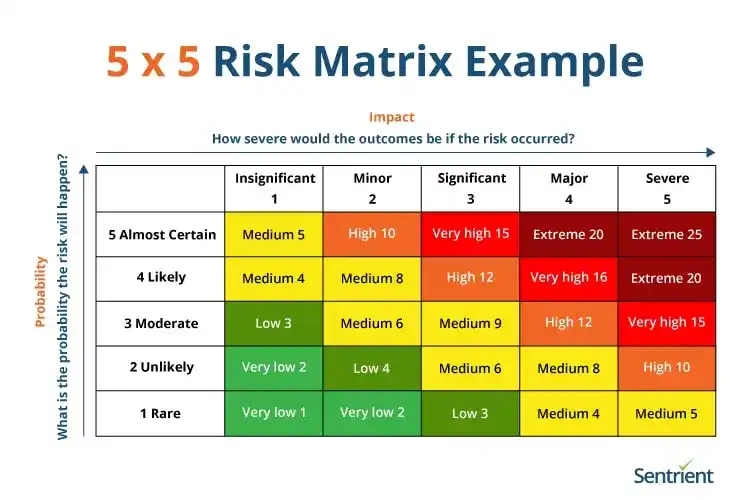 5 x 5 Risk Matrix Example
Impact
How severe would the outcomes be if the risk occurred?
Probability
What is the probability the risk will happen?
Insignificant 1
Minor 2
Significant 3
Major 4
Severe 5
5 Almost Certain
Medium 5
High 10
Very high 15
Extreme 20
Extreme 25
4 Likely
Medium 4
Medium 8
High 12
Very high 16
Extreme 20
3 Moderate
Low 3
Medium 6
Medium 9
High 12
Very high 15
2 Unlikely
Very low 2
Low 4
Medium 6
Medium 8
High 10
1 Rare
Very low 1
Very low 2
Low 3
Medium 4
Medium 5
Sentrient